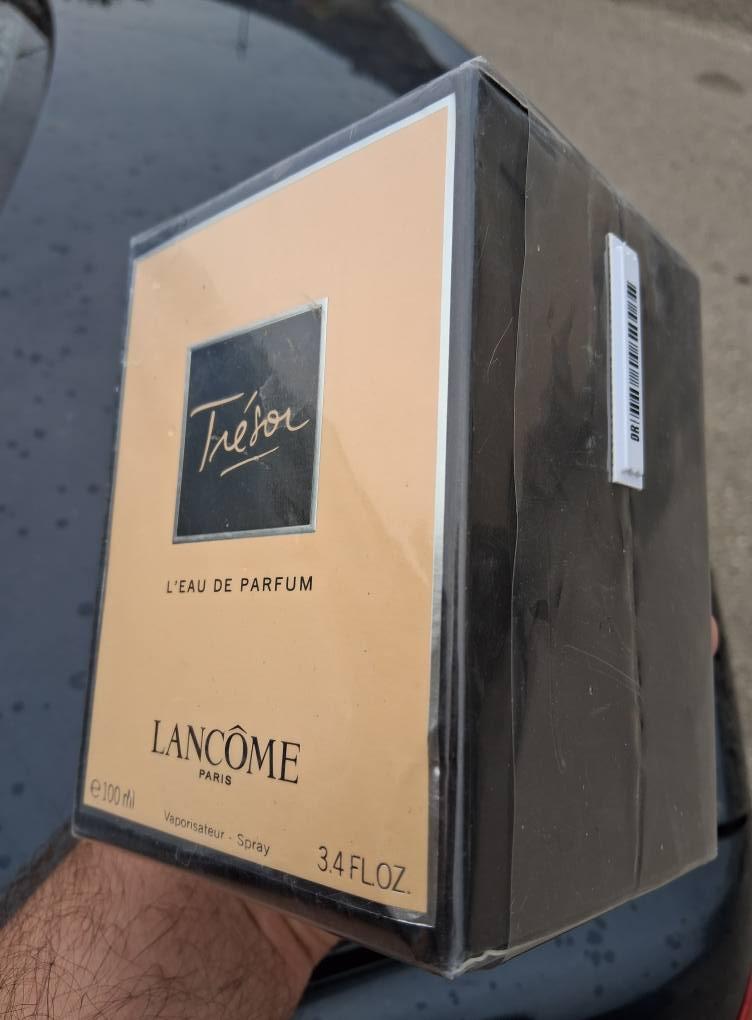 Trésor
L'EAU DE PARFUM
LANCÔME
PARIS
e 100 ml
Vaporisateur - Spray
3.4 FL.OZ.